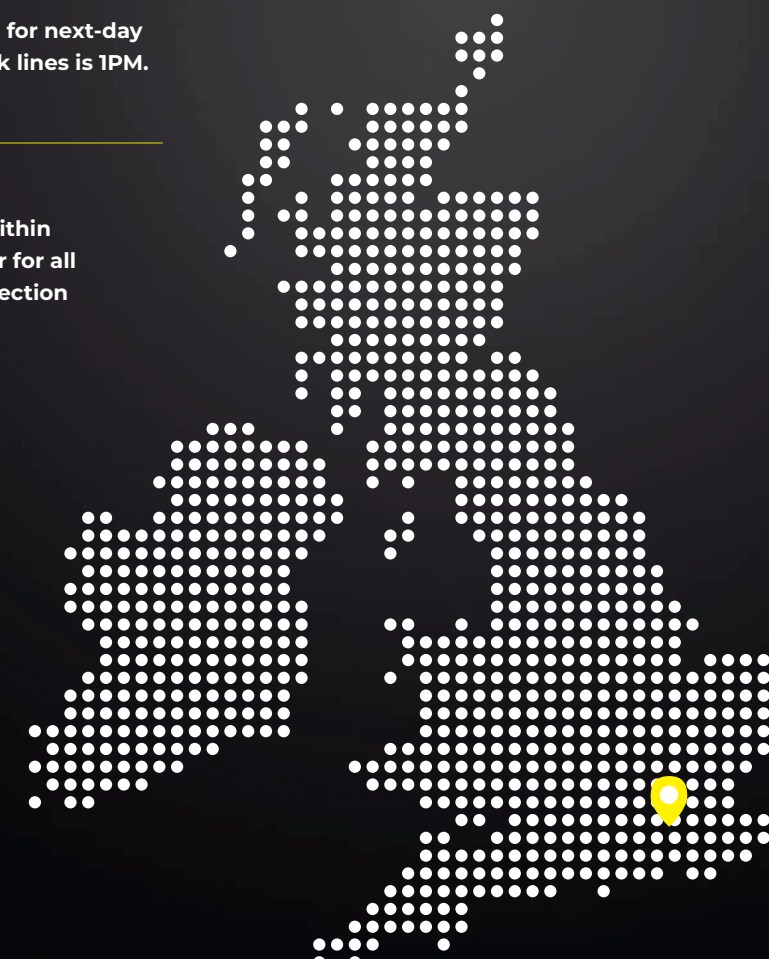 for next-day
k lines is 1PM.
ithin
r for all
ection